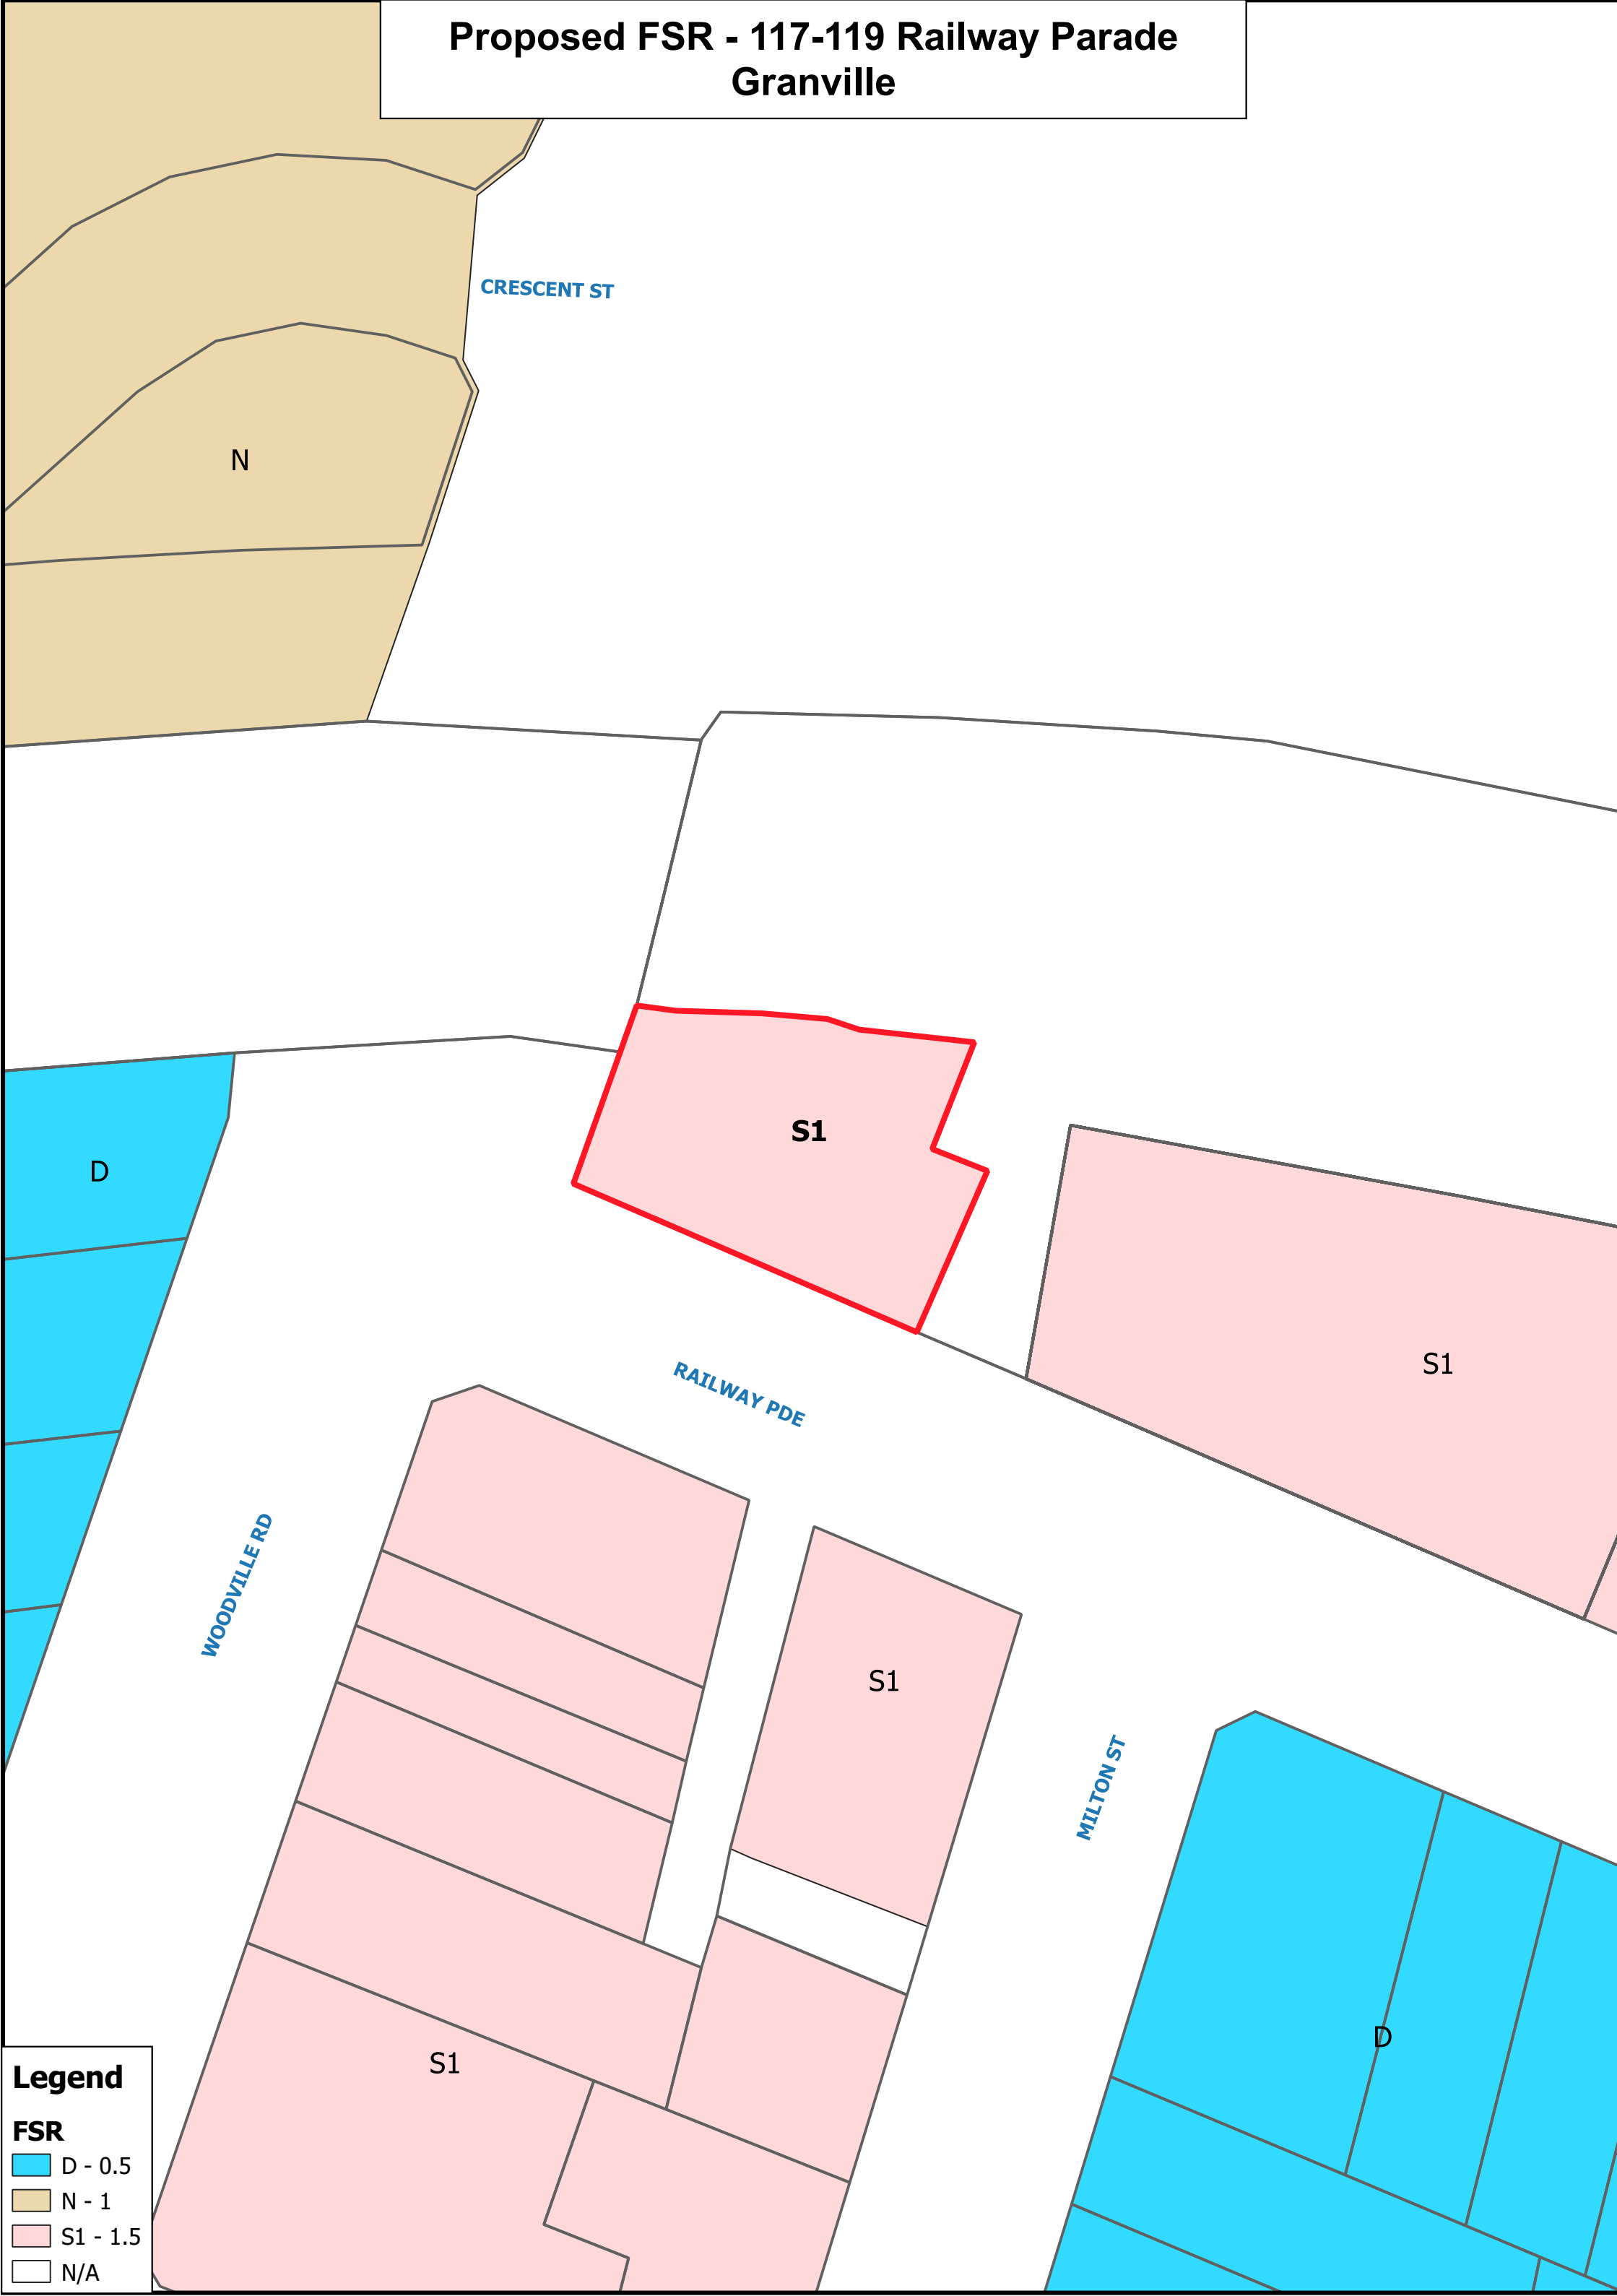 Proposed FSR - 117-119 Railway Parade
Granville
CRESCENT ST
N
S1
D
S1
RAILWAY PDE
WOODVILLE RD
S1
MILTON ST
D
S1
Legend
FSR
D - 0.5
N - 1
S1 - 1.5
N/A